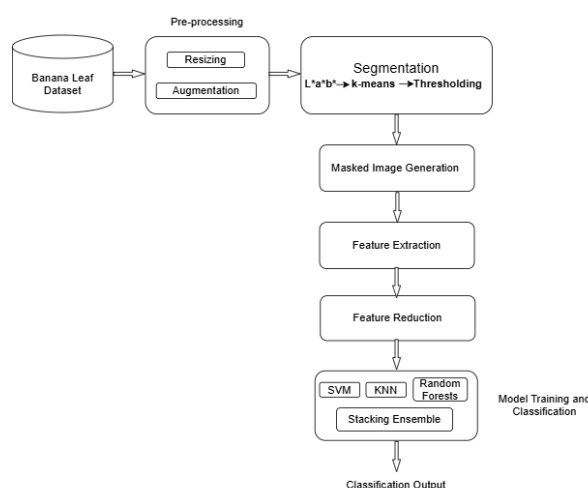 Pre-processing
Banana Leaf
Dataset
Resizing
Augmentation
Segmentation
L*a*b*→k-means →Thresholding
Masked Image Generation
Feature Extraction
Feature Reduction
SVM
KNN
Random
Forests
Stacking Ensemble
Model Training and
Classification
Classification Output